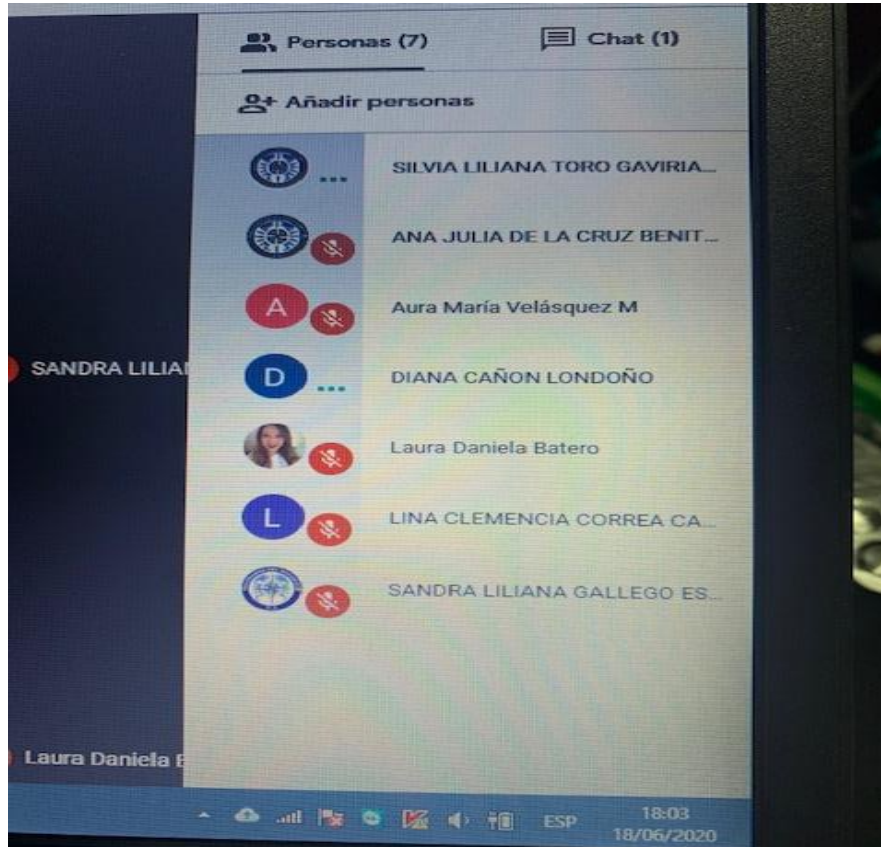 Personas (7)
Chat (1)
Añadir personas
SILVIA LILIANA TORO GAVIRIA...
ANA JULIA DE LA CRUZ BENIT...
A
Aura María Velásquez M
SANDRA LILIA
D
DIANA CAÑON LONDOÑO
Laura Daniela Batero
L
LINA CLEMENCIA CORREA CA...
SANDRA LILIANA GALLEGO ES...
Laura Daniela B
ESP
18:03
18/06/2020